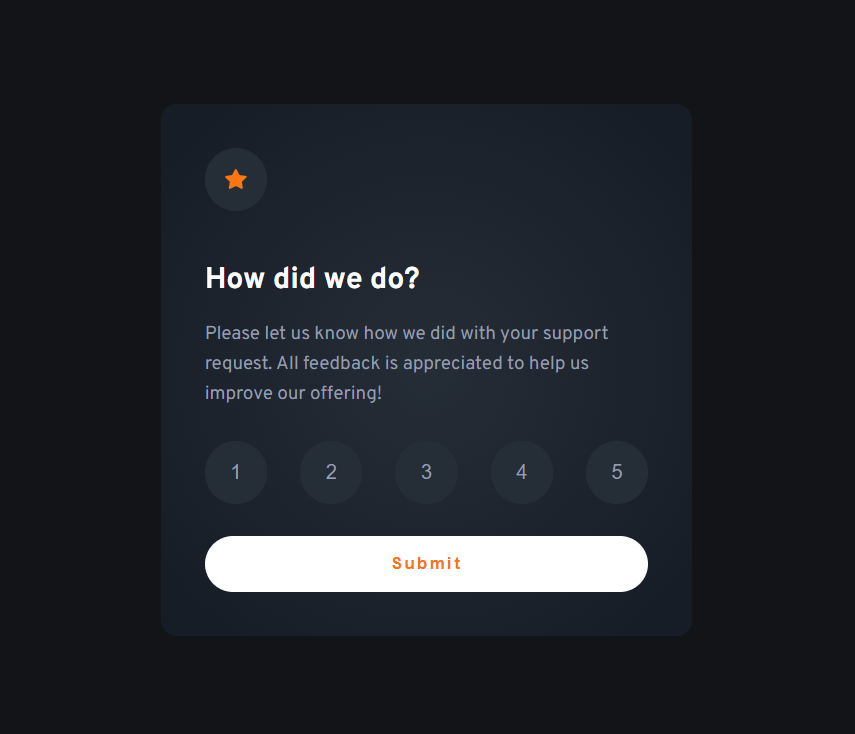 How did we do?
Please let us know how we did with your support
request. All feedback is appreciated to help us
improve our offering!
1 2 3 4 5
Submit